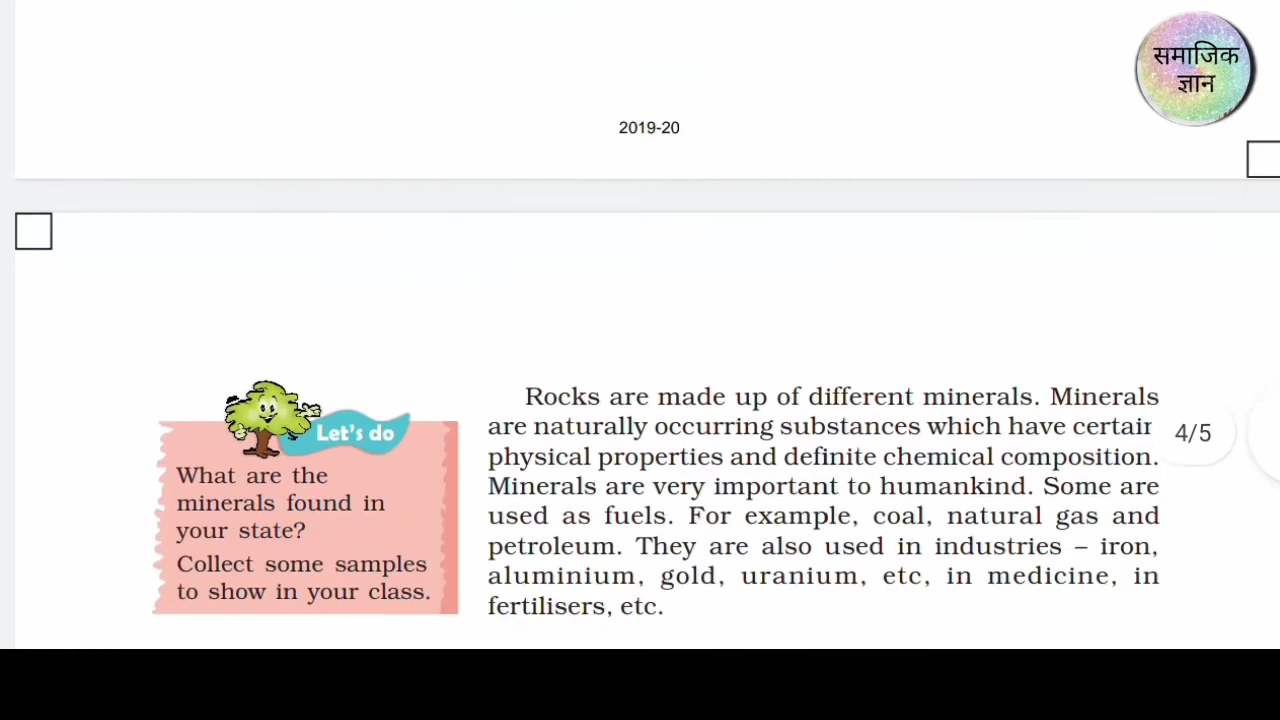 समाजिक
ज्ञान
2019-20
Let's do
What are the
minerals found in
your state?
Collect some samples
to show in your class.
Rocks are made up of different minerals. Minerals
are naturally occurring substances which have certain
physical properties and definite chemical composition.
Minerals are very important to humankind. Some are
used as fuels. For example, coal, natural gas and
petroleum. They are also used in industries – iron,
aluminium, gold, uranium, etc, in medicine, in
fertilisers, etc.
4/5